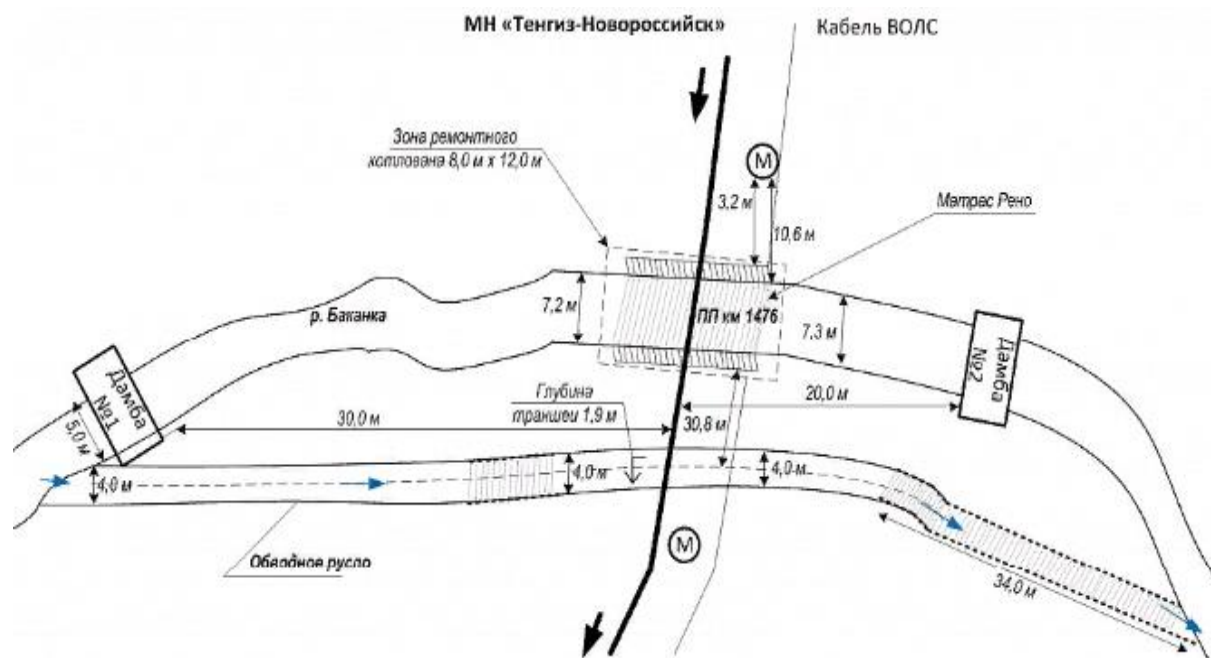 МН «Тенгиз-Новороссийск»
Кабель ВОЛС
Зона ремонтного
котлована 8,0 м х 12,0 м
М
3,2 м
Матрас Рено
10,6 м
р. Баканка
7,2 м
ПП км 1476
7,3 м
Дамба
№1
Дамба
№2
5,0 м
Глубина
траншеи 1,9 м
30,0 м
30,8 м
20,0 м
4,0 м
4,0 м
4,0 м
Обводное русло
М
34,0 м